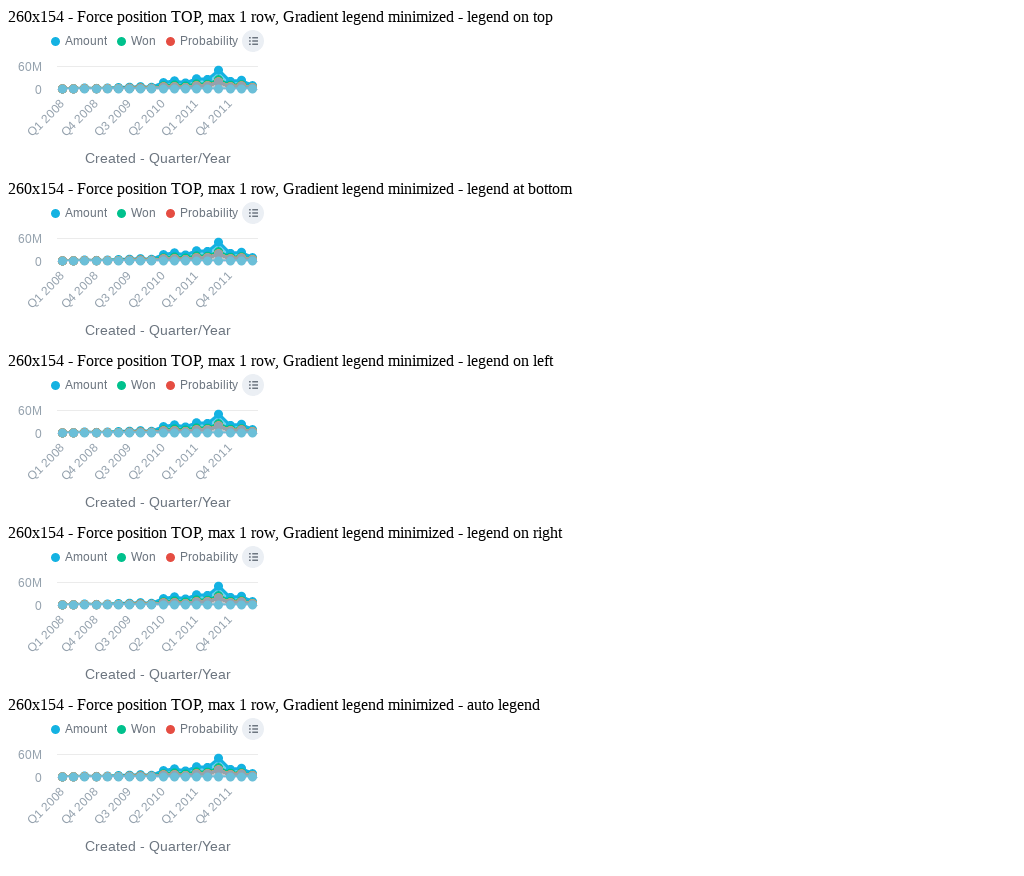 260x154 - Force position TOP, max 1 row, Gradient legend minimized - legend on top
Amount Won Probability
60M
0
Q1 2008 Q4 2008 Q3 2009 Q2 2010 Q1 2011 Q4 2011
Created - Quarter/Year
260x154 - Force position TOP, max 1 row, Gradient legend minimized - legend at bottom
Amount Won Probability
60M
0
Q1 2008 Q4 2008 Q3 2009 Q2 2010 Q1 2011 Q4 2011
Created - Quarter/Year
260x154 - Force position TOP, max 1 row, Gradient legend minimized - legend on left
Amount Won Probability
60M
0
Q1 2008 Q4 2008 Q3 2009 Q2 2010 Q1 2011 Q4 2011
Created - Quarter/Year
260x154 - Force position TOP, max 1 row, Gradient legend minimized - legend on right
Amount Won Probability
60M
0
Q1 2008 Q4 2008 Q3 2009 Q2 2010 Q1 2011 Q4 2011
Created - Quarter/Year
260x154 - Force position TOP, max 1 row, Gradient legend minimized - auto legend
Amount Won Probability
60M
0
Q1 2008 Q4 2008 Q3 2009 Q2 2010 Q1 2011 Q4 2011
Created - Quarter/Year